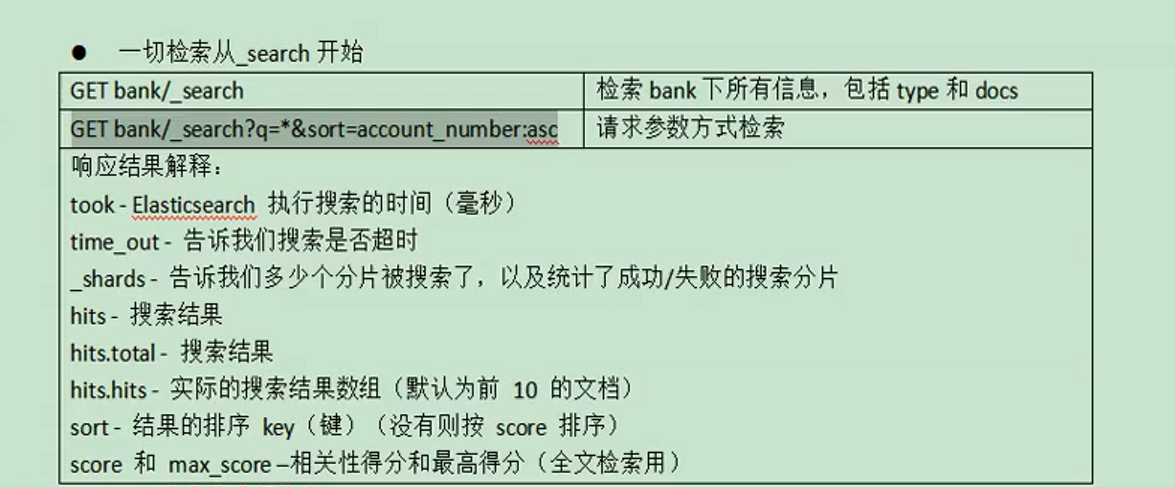 ● 一切检索从_search 开始
GET bank/_search 检索 bank 下所有信息，包括 type 和 docs
GET bank/_search?q=*&sort=account_number:asc 请求参数方式检索
响应结果解释：
took - Elasticsearch 执行搜索的时间（毫秒）
time_out - 告诉我们搜索是否超时
_shards - 告诉我们多少个分片被搜索了，以及统计了成功/失败的搜索分片
hits - 搜索结果
hits.total - 搜索结果
hits.hits - 实际的搜索结果数组（默认为前 10 的文档）
sort - 结果的排序 key（键）（没有则按 score 排序）
score 和 max_score –相关性得分和最高得分（全文检索用）